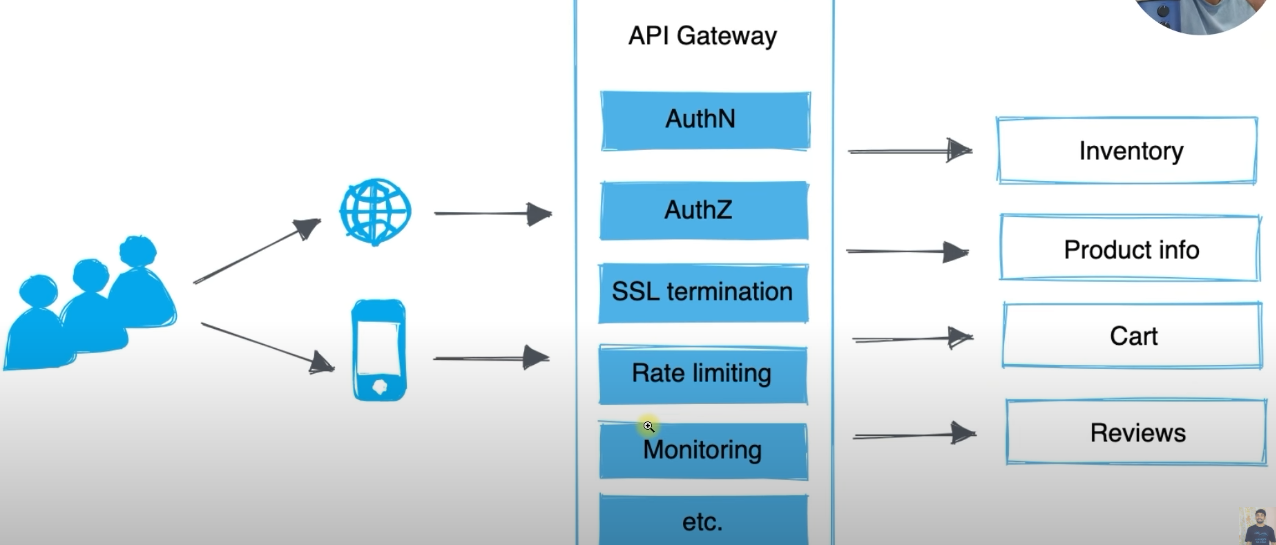 API Gateway
AuthN
AuthZ
SSL termination
Rate limiting
Monitoring
etc.
Inventory
Product info
Cart
Reviews